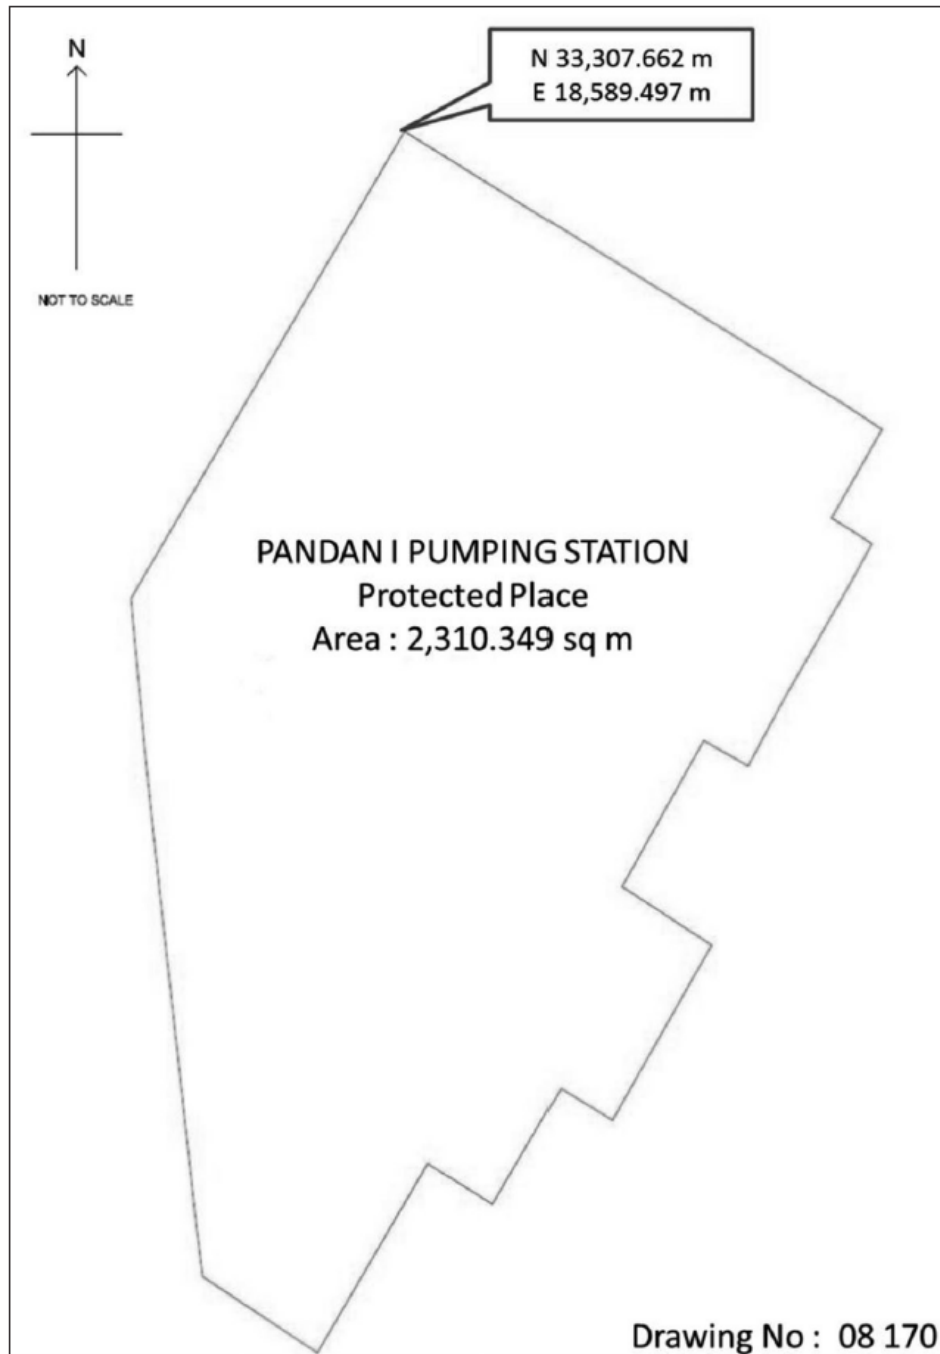 N
N 33,307.662 m
E 18,589.497 m
NOT TO SCALE
PANDAN I PUMPING STATION
Protected Place
Area : 2,310.349 sq m
Drawing No : 08 170